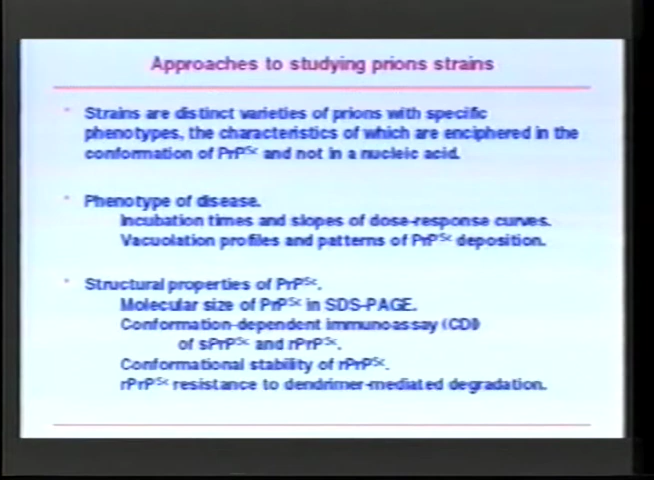 Approaches to studying prions strains
Strains are distinct varieties of prions with specific
phenotypes, the characteristics of which are enciphered in the
conformation of PrPSc and not in a nucleic acid.
Phenotype of disease.
Incubation times and slopes of dose-response curves.
Vacuolation profiles and patterns of PrPSc deposition.
Structural properties of PrPSc.
Molecular size of PrPSc in SDS-PAGE.
Conformation-dependent immunoassay (CDI)
of sPrPSc and rPrPSc.
Conformational stability of rPrPSc.
rPrPSc resistance to dendrimer-mediated degradation.